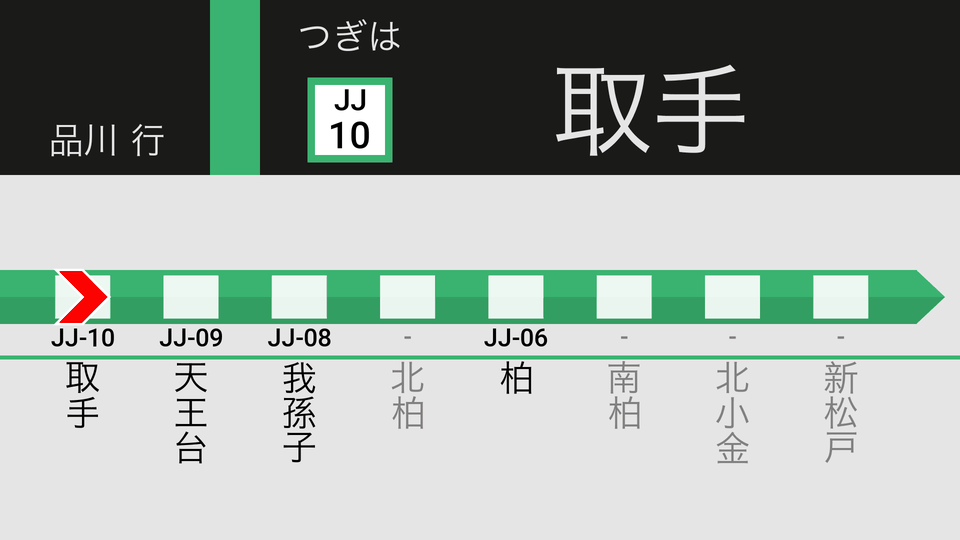 つぎは
品川 行
JJ
10
取手
JJ-10
JJ-09
JJ-08
-
JJ-06
-
-
-
取手
天王台
我孫子
北柏
柏
南柏
北小金
新松戸